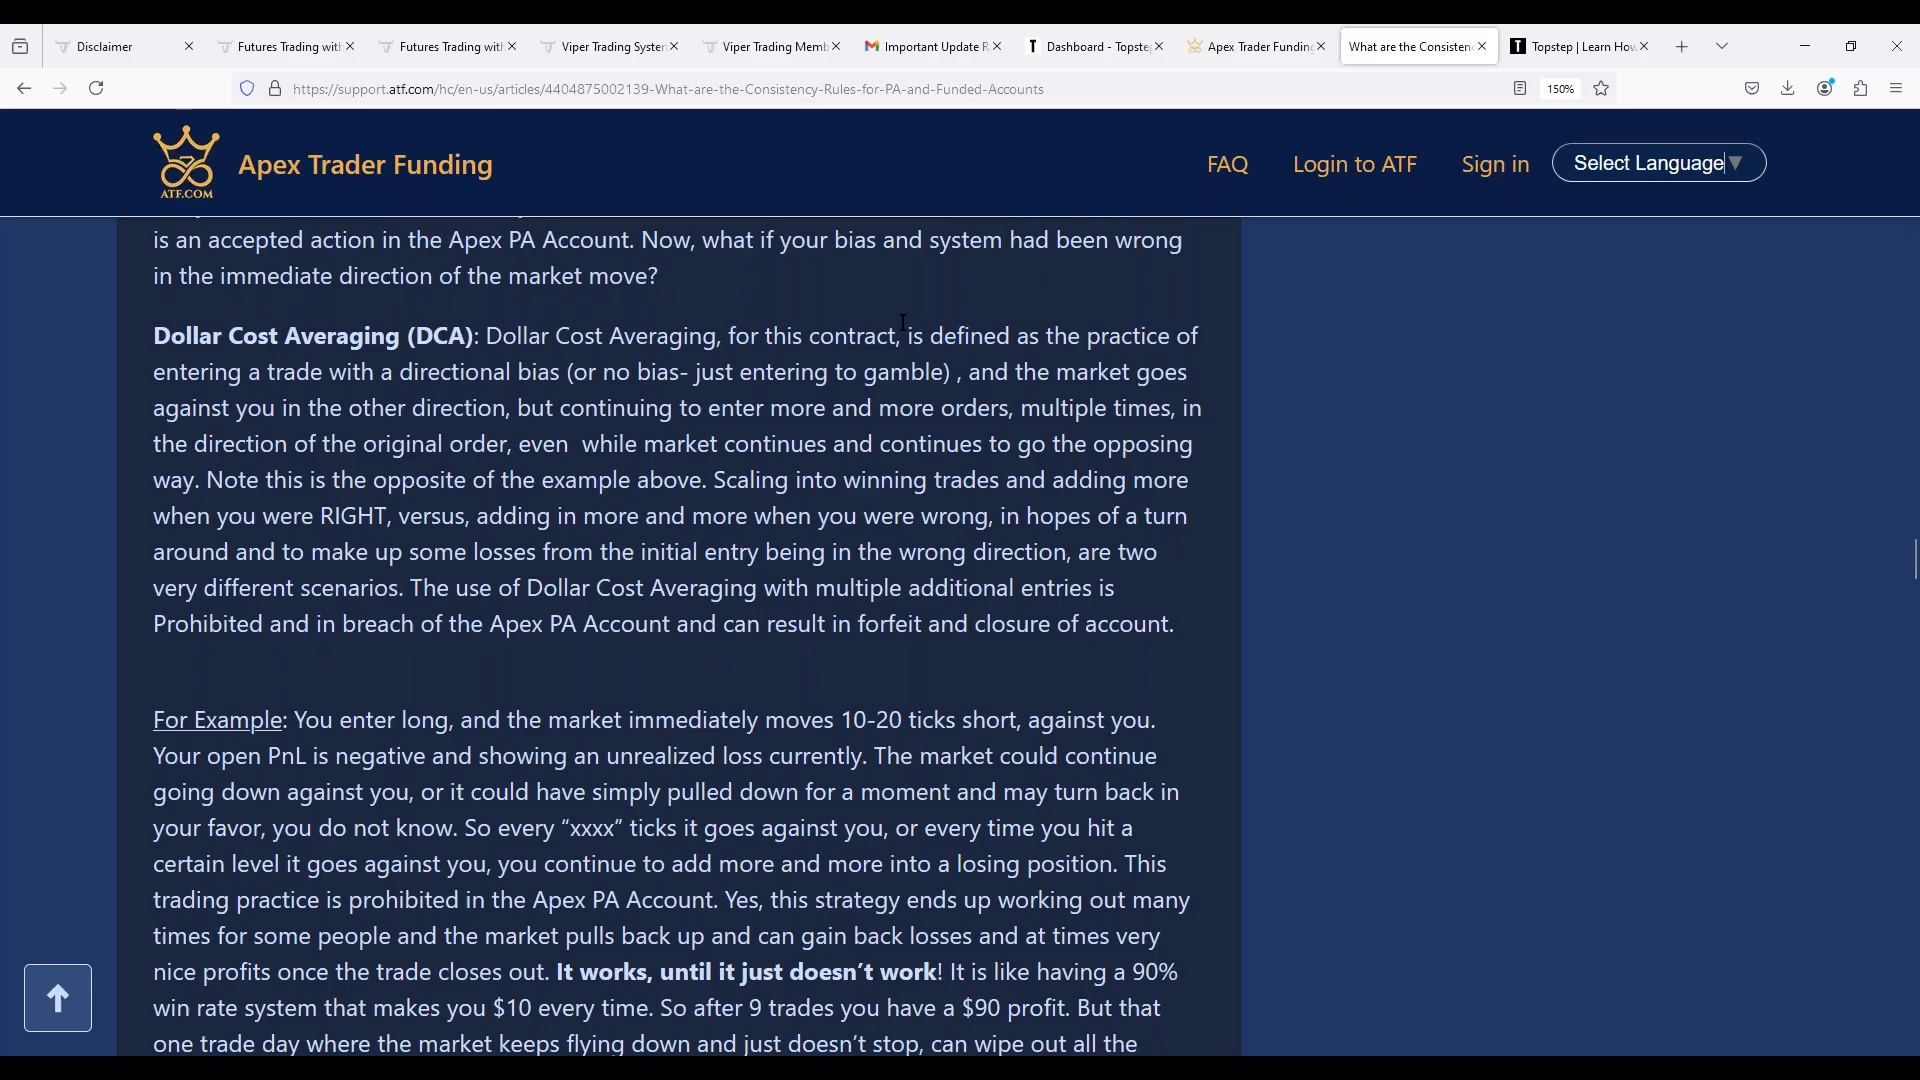 Disclaimer
Futures Trading with
Futures Trading with
Viper Trading System
Viper Trading Memb
Important Update R
Dashboard - Topste
Apex Trader Funding
What are the Consisten
Topstep | Learn How
https://support.atf.com/hc/en-us/articles/4404875002139-What-are-the-Consistency-Rules-for-PA-and-Funded-Accounts
150%
ATF.COM
Apex Trader Funding
FAQ
Login to ATF
Sign in
Select Language
is an accepted action in the Apex PA Account. Now, what if your bias and system had been wrong
in the immediate direction of the market move?
Dollar Cost Averaging (DCA): Dollar Cost Averaging, for this contract, is defined as the practice of
entering a trade with a directional bias (or no bias- just entering to gamble) , and the market goes
against you in the other direction, but continuing to enter more and more orders, multiple times, in
the direction of the original order, even  while market continues and continues to go the opposing
way. Note this is the opposite of the example above. Scaling into winning trades and adding more
when you were RIGHT, versus, adding in more and more when you were wrong, in hopes of a turn
around and to make up some losses from the initial entry being in the wrong direction, are two
very different scenarios. The use of Dollar Cost Averaging with multiple additional entries is
Prohibited and in breach of the Apex PA Account and can result in forfeit and closure of account.
For Example: You enter long, and the market immediately moves 10-20 ticks short, against you.
Your open PnL is negative and showing an unrealized loss currently. The market could continue
going down against you, or it could have simply pulled down for a moment and may turn back in
your favor, you do not know. So every “xxxx” ticks it goes against you, or every time you hit a
certain level it goes against you, you continue to add more and more into a losing position. This
trading practice is prohibited in the Apex PA Account. Yes, this strategy ends up working out many
times for some people and the market pulls back up and can gain back losses and at times very
nice profits once the trade closes out. It works, until it just doesn’t work! It is like having a 90%
win rate system that makes you $10 every time. So after 9 trades you have a $90 profit. But that
one trade day where the market keeps flying down and just doesn’t stop, can wipe out all the